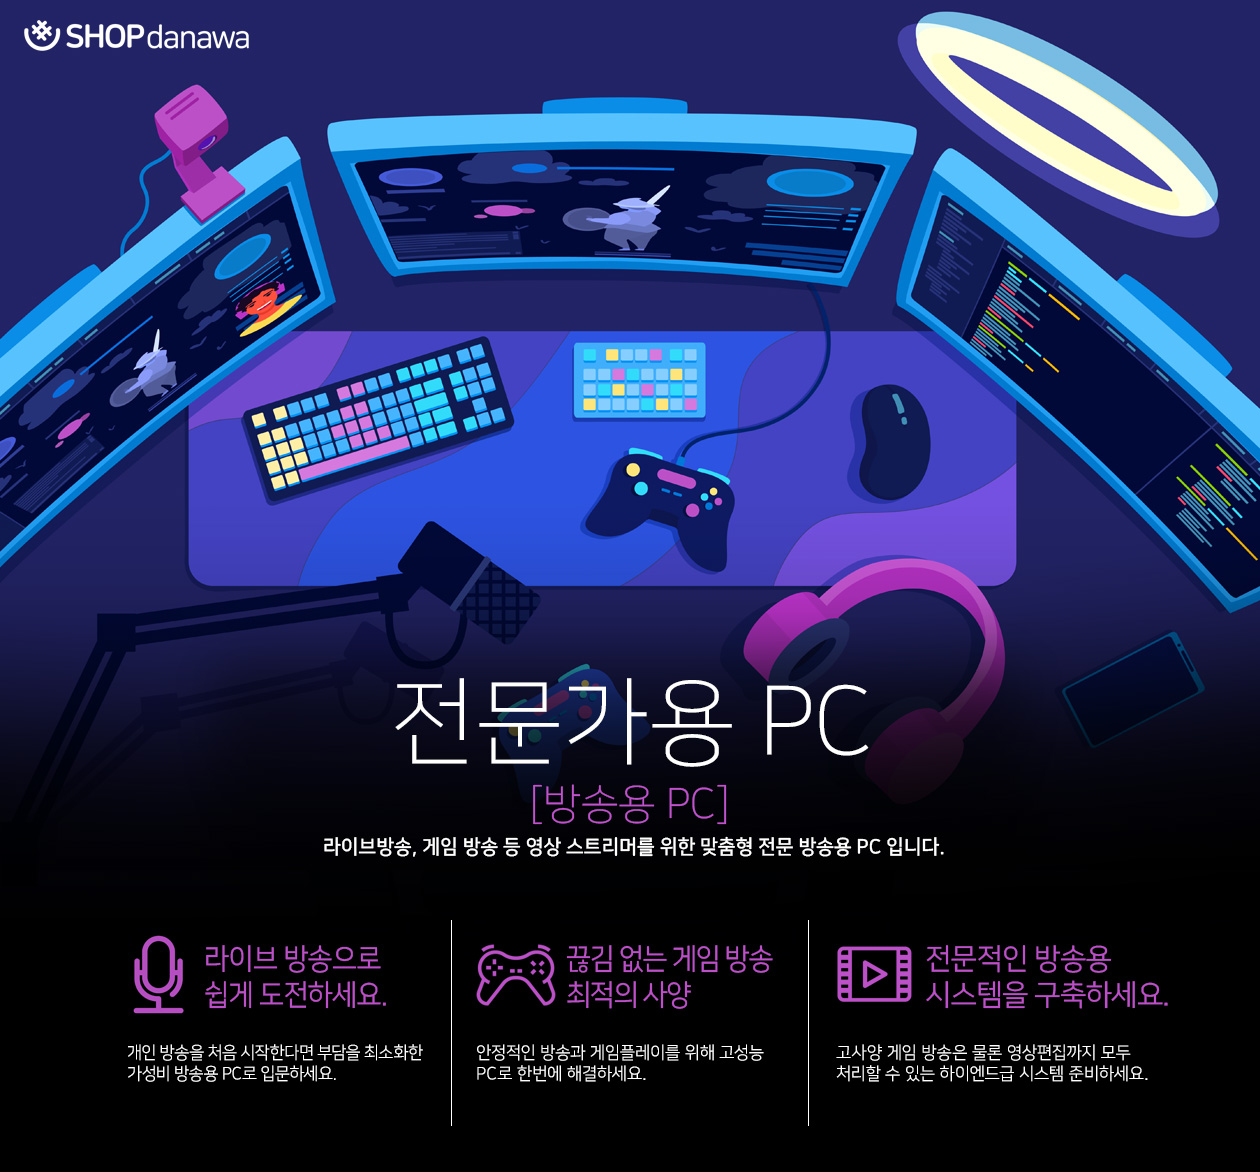 SHOPdanawa
전문가용 PC
[방송용 PC]
라이브방송, 게임 방송 등 영상 스트리머를 위한 맞춤형 전문 방송용 PC 입니다.
라이브 방송으로
쉽게 도전하세요.
개인 방송을 처음 시작한다면 부담을 최소화한
가성비 방송용 PC로 입문하세요.
끊김 없는 게임 방송
최적의 사양
안정적인 방송과 게임플레이를 위해 고성능
PC로 한번에 해결하세요.
전문적인 방송용
시스템을 구축하세요.
고사양 게임 방송은 물론 영상편집까지 모두
처리할 수 있는 하이엔드급 시스템 준비하세요.